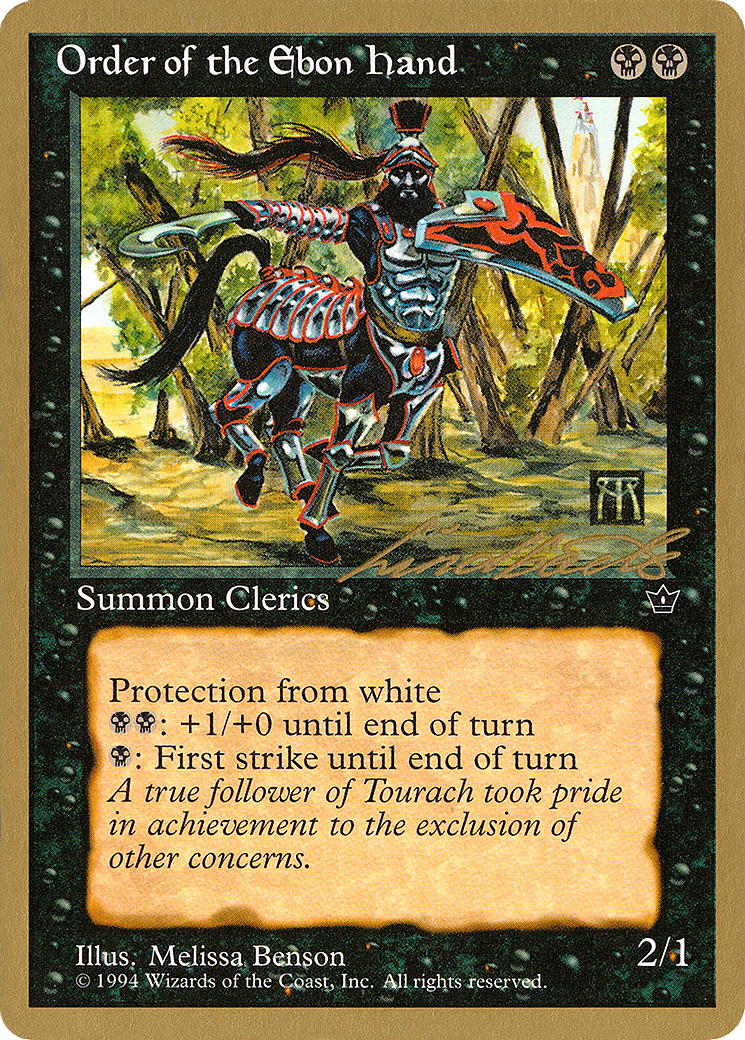 Order of the Ebon Hand
Summon Clerics
Protection from white
: +1/+0 until end of turn
: First strike until end of turn
A true follower of Tourach took pride
in achievement to the exclusion of
other concerns.
Illus. Melissa Benson
2/1
© 1994 Wizards of the Coast, Inc. All rights reserved.